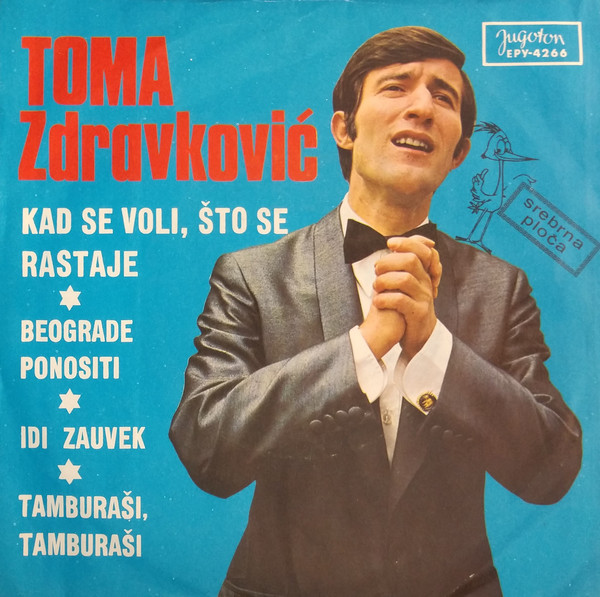 Jugoton
EPY-4266
TOMA
Zdravković
KAD SE VOLI, ŠTO SE
RASTAJE
BEOGRADE
PONOSITI
IDI ZAUVEK
TAMBURAŠI,
TAMBURAŠI
srebrna
ploča